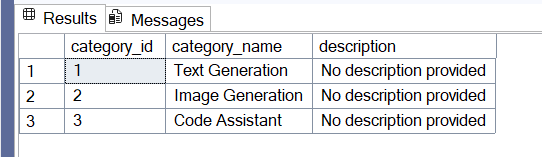 Results Messages
category_id category_name description
1 1 Text Generation No description provided
2 2 Image Generation No description provided
3 3 Code Assistant No description provided